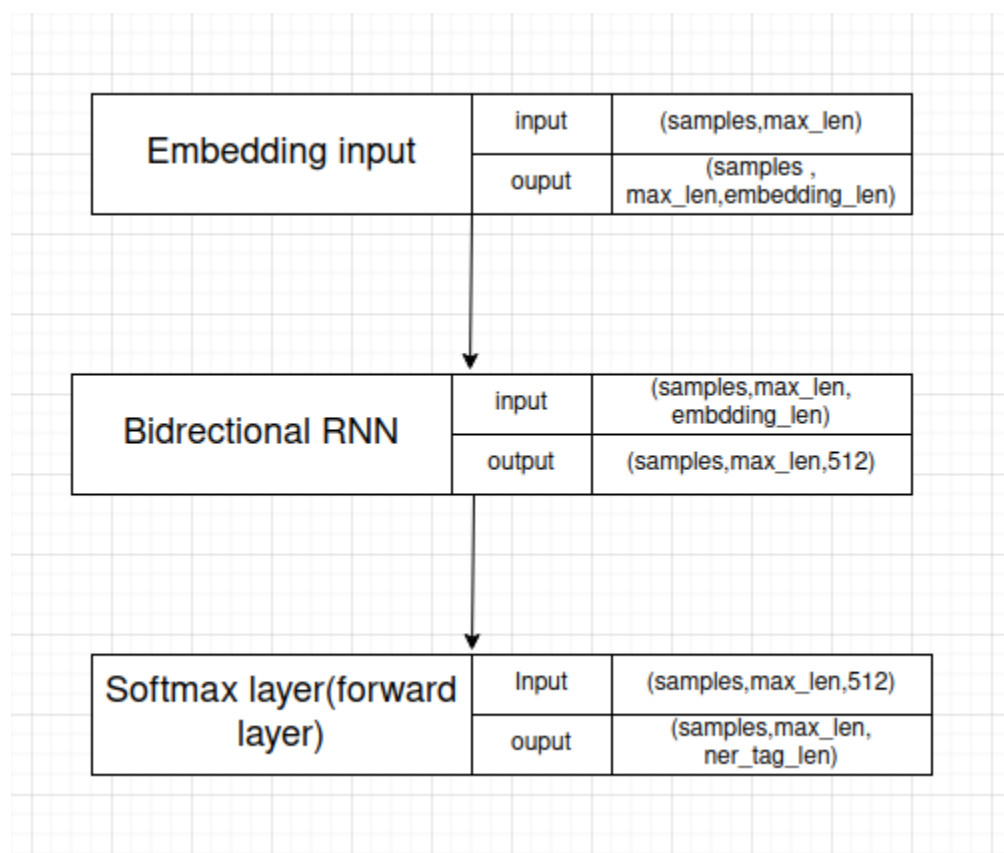 Embedding input
input
(samples,max_len)
ouput
(samples ,
max_len,embedding_len)
Bidrectional RNN
input
(samples,max_len,
embdding_len)
output
(samples,max_len,512)
Softmax layer(forward
layer)
Input
(samples,max_len,512)
ouput
(samples,max_len,
ner_tag_len)